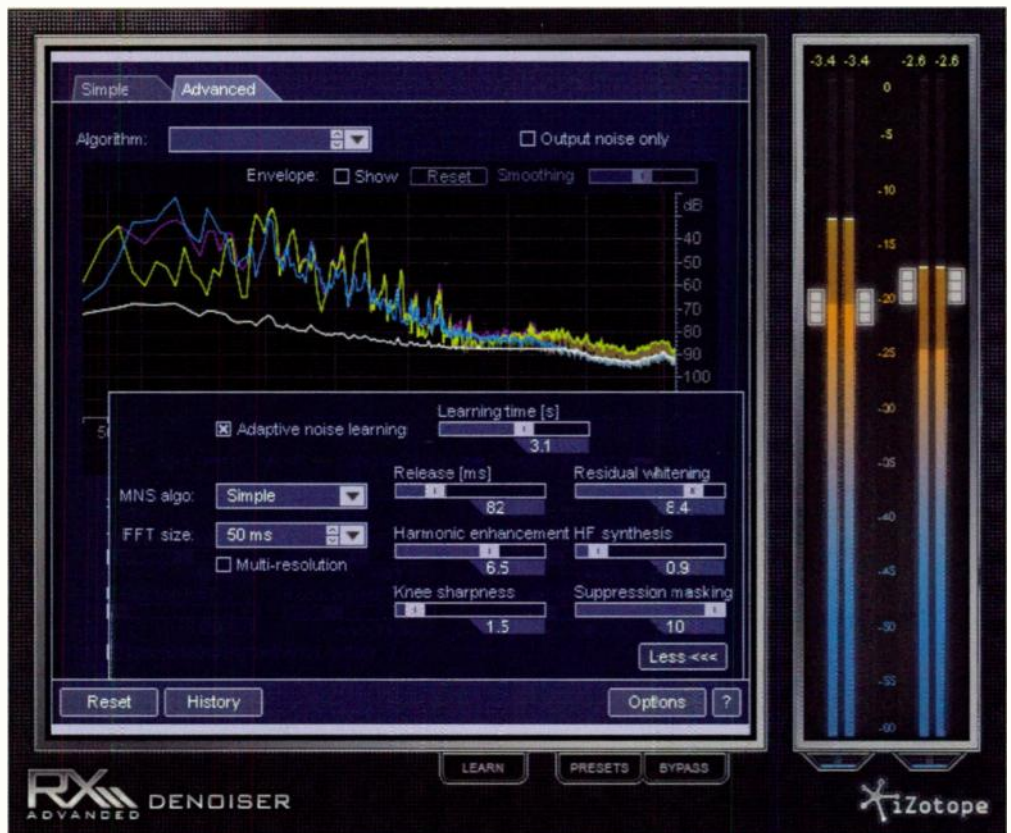 -3.4 -3.4 -2.6 -2.6
Simple Advanced
Algorithm:
Output noise only
Envelope: Show Reset Smoothing
dB
-40
-50
-60
-70
-80
-90
-100
Learning time [s]
Adaptive noise learning
3.1
Release [ms] Residual whitening
MNS algo: Simple
82 8.4
FFT size: 50 ms
Harmonic enhancement HF synthesis
Multi-resolution
6.5 0.9
Knee sharpness Suppression masking
1.5 10
Less <<<
Reset History Options ?
0
-5
-10
-15
-20
-25
-30
-35
-40
-45
-50
-55
-60
LEARN PRESETS BYPASS
RX
ADVANCED DENOISER
iZotope